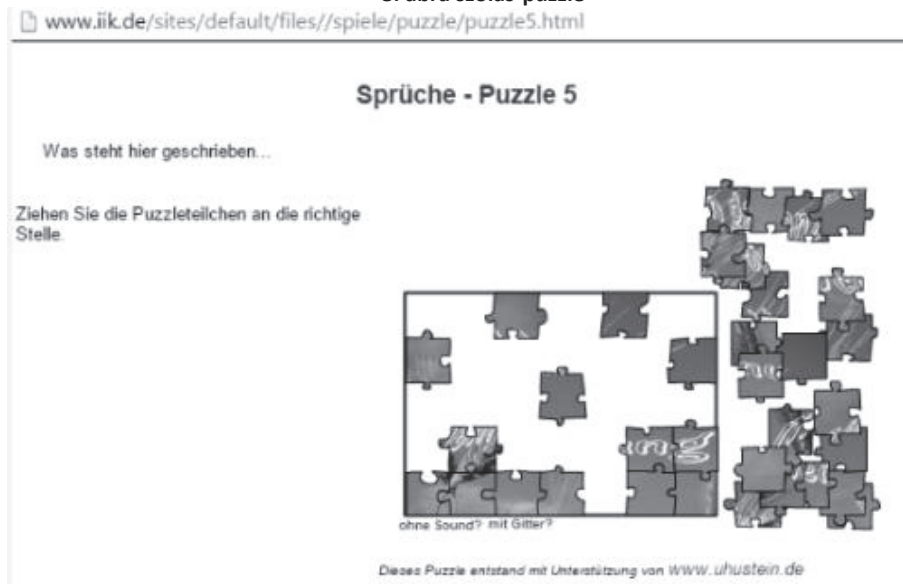 www.iik.de/sites/default/files//spiele/puzzle/puzzle5.html
Sprüche - Puzzle 5
Was steht hier geschrieben...
Ziehen Sie die Puzzleteilchen an die richtige
Stelle.
ohne Sound? mit Gitter?
Dieses Puzzle entstand mit Unterstützung von www.uhustein.de